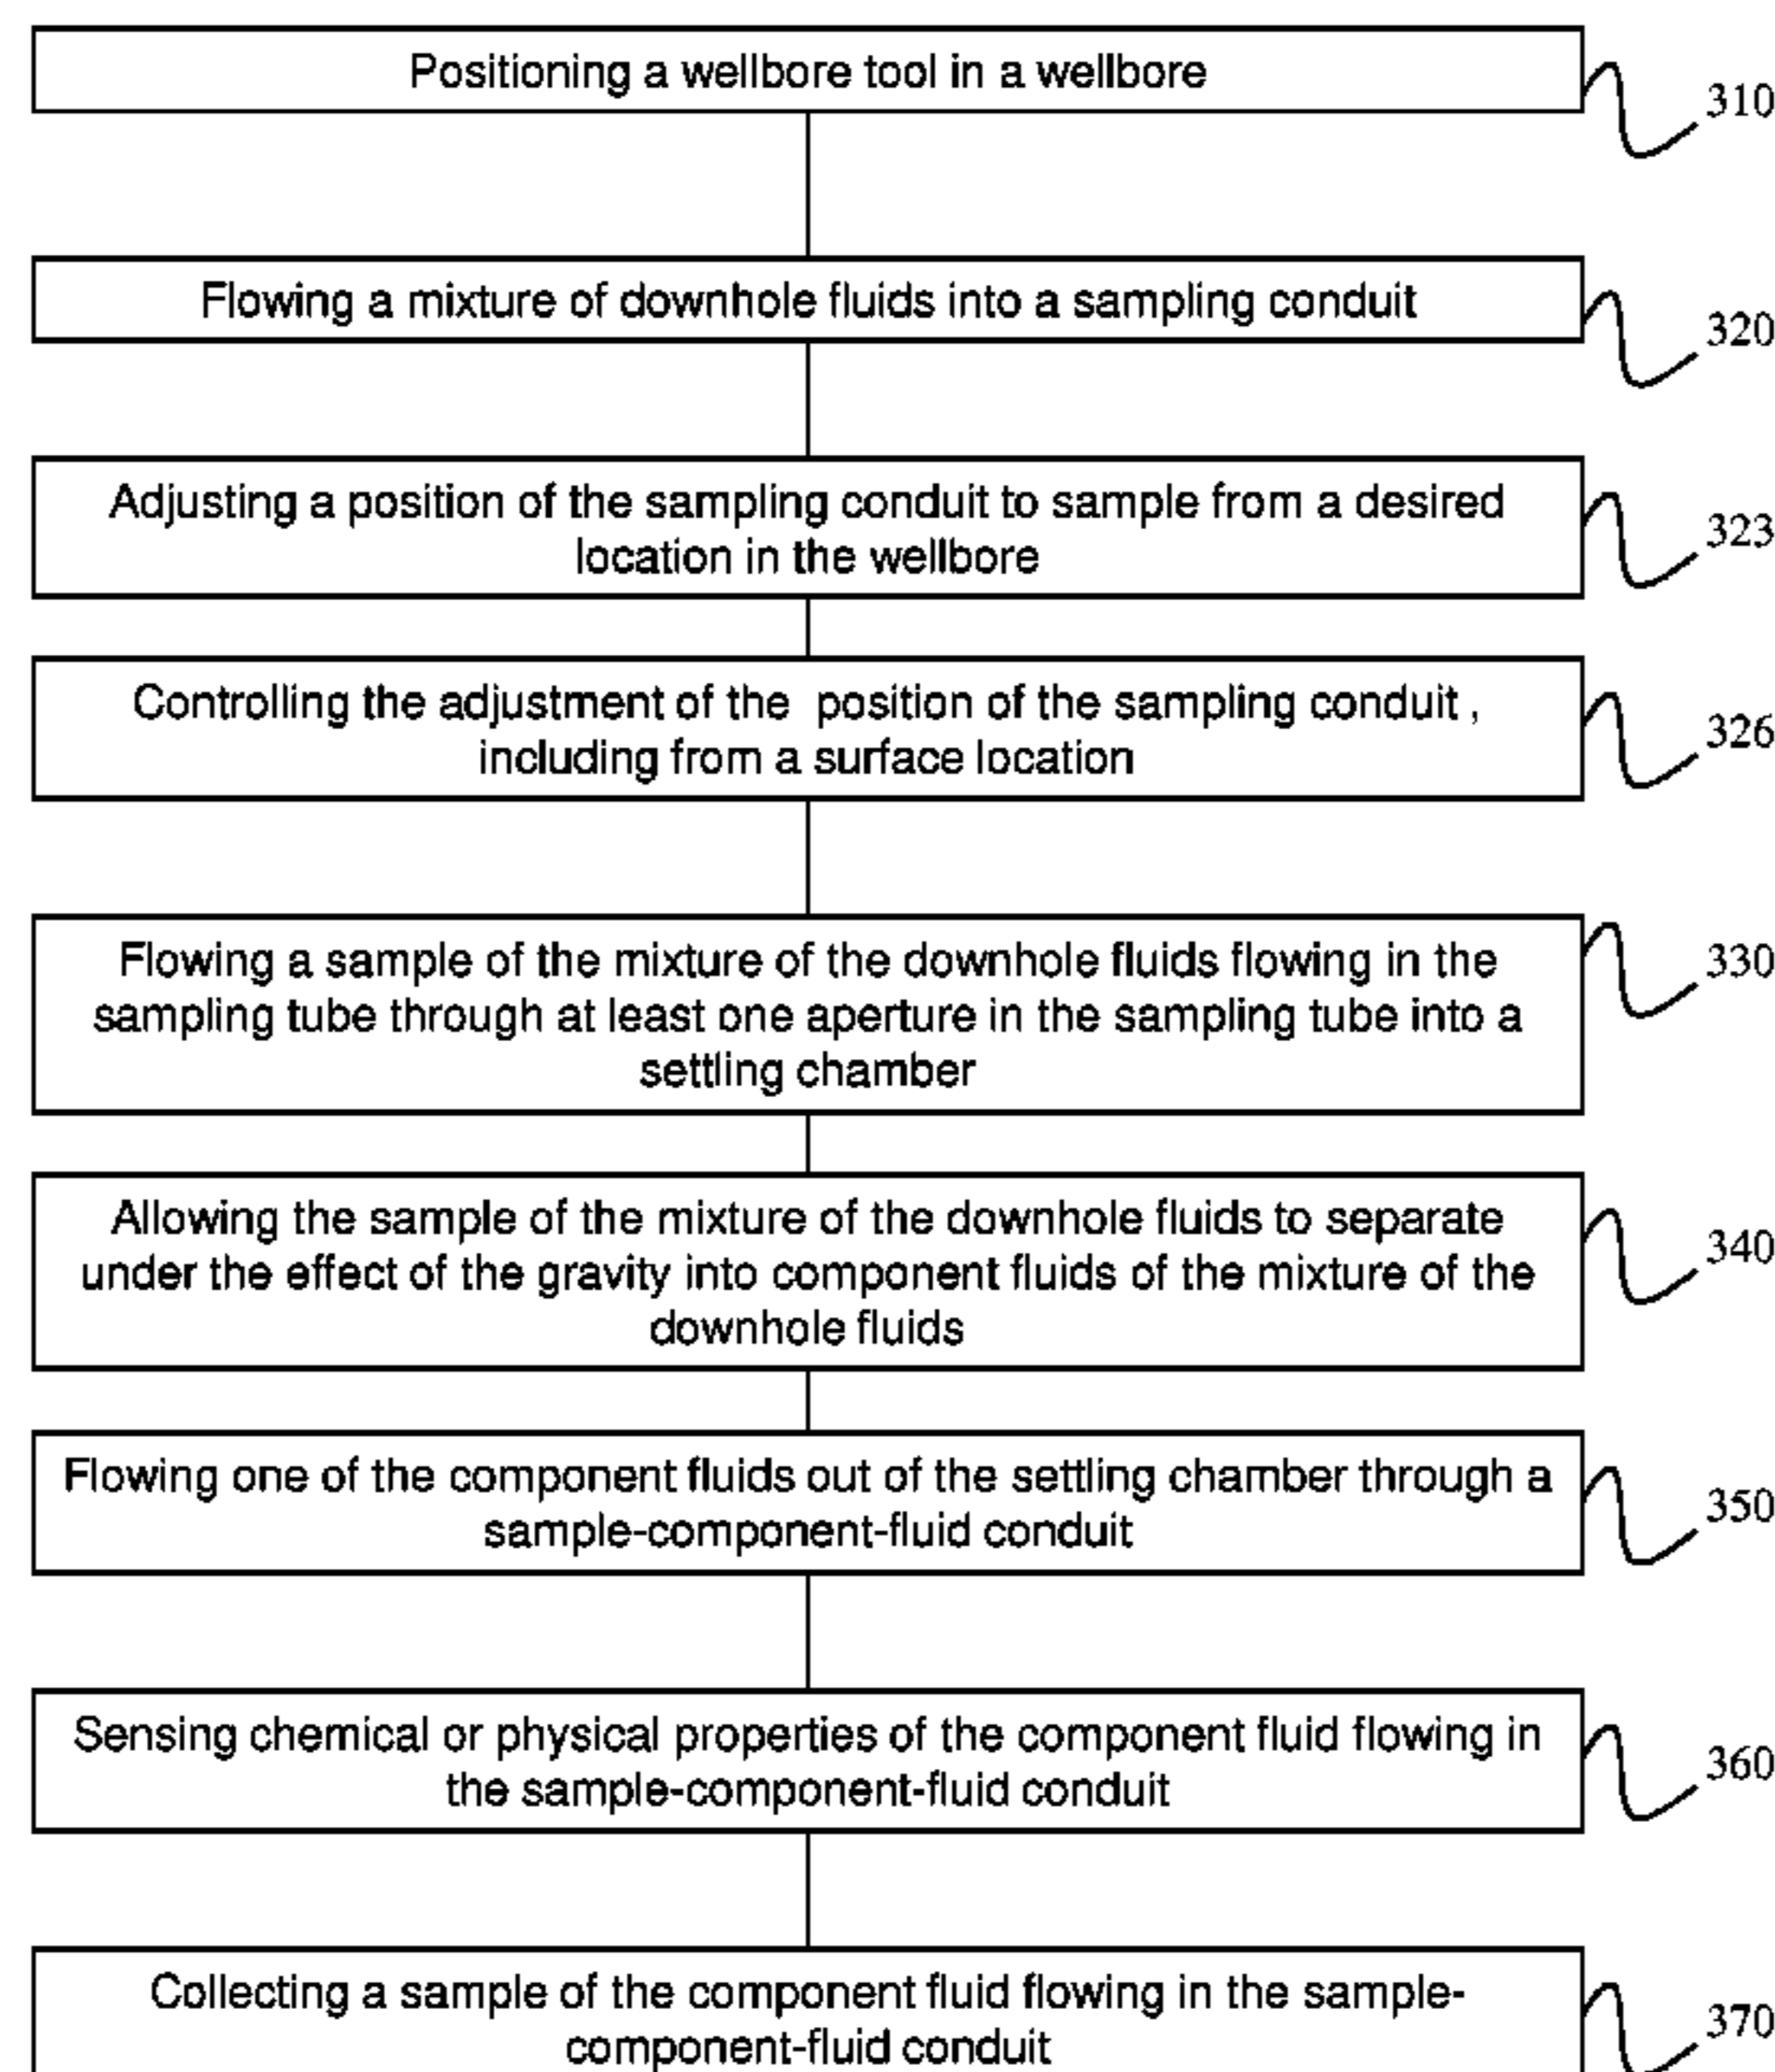 Positioning a wellbore tool in a wellbore
310
Flowing a mixture of downhole fluids into a sampling conduit
320
Adjusting a position of the sampling conduit to sample from a desired
location in the wellbore
323
Controlling the adjustment of the  position of the sampling conduit ,
including from a surface location
326
Flowing a sample of the mixture of the downhole fluids flowing in the
sampling tube through at least one aperture in the sampling tube into a
settling chamber
330
Allowing the sample of the mixture of the downhole fluids to separate
under the effect of the gravity into component fluids of the mixture of the
downhole fluids
340
Flowing one of the component fluids out of the settling chamber through a
sample-component-fluid conduit
350
Sensing chemical or physical properties of the component fluid flowing in
the sample-component-fluid conduit
360
Collecting a sample of the component fluid flowing in the sample-
component-fluid conduit
370